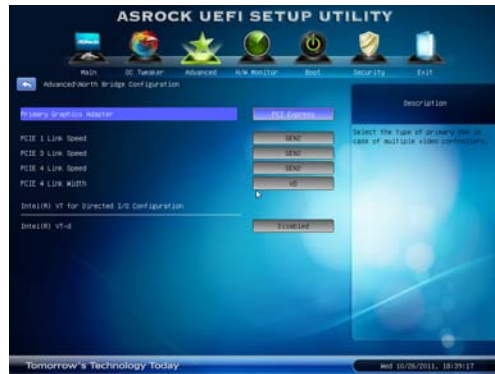 ASROCK UEFI SETUP UTILITY
Main OC Tweaker Advanced H/W Monitor Boot Security Exit
Advanced\North Bridge Configuration
Description
Primary Graphics Adapter PCI Express
Select the type of primary VGA in
case of multiple video controllers.
PCIE 1 Link Speed GEN2
PCIE 3 Link Speed GEN2
PCIE 4 Link Speed GEN2
PCIE 4 Link Width
Intel(R) VT for Directed I/O Configuration
Intel(R) VT-d Disabled
Tomorrow's Technology Today
Wed 10/26/2011, 18:39:17